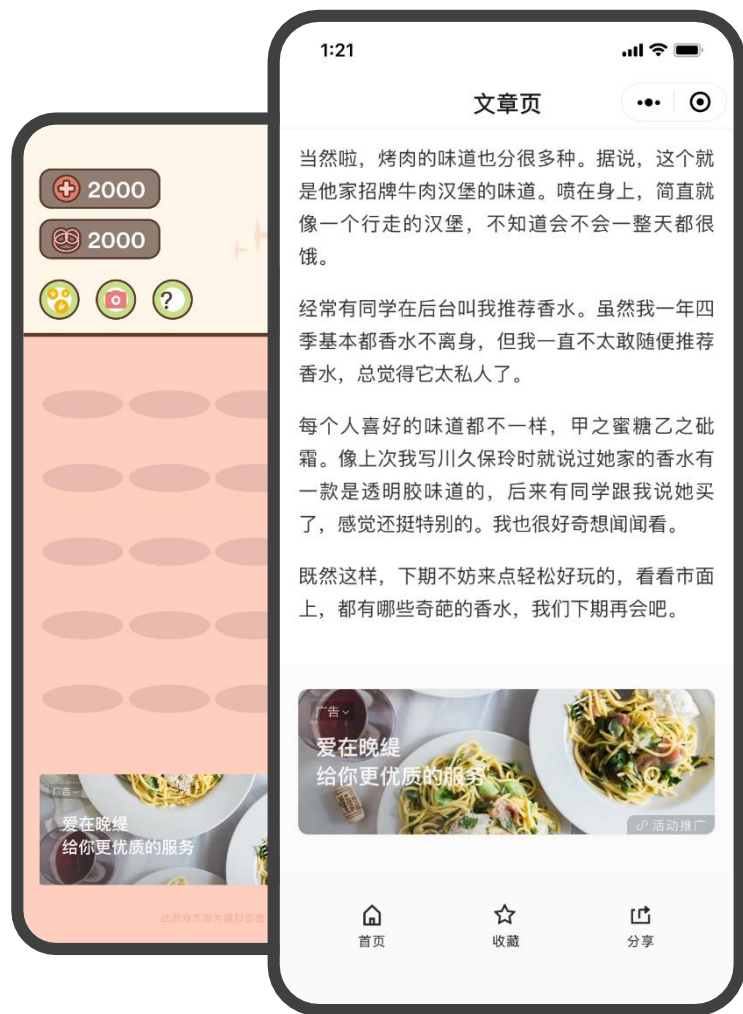 1:21
文章页
当然啦，烤肉的味道也分很多种。据说，这个就
是他家招牌牛肉汉堡的味道。喷在身上，简直就
像一个行走的汉堡，不知道会不会一整天都很
饿。
经常有同学在后台叫我推荐香水。虽然我一年四
季基本都香水不离身，但我一直不太敢随便推荐
香水，总觉得它太私人了。
每个人喜好的味道都不一样，甲之蜜糖乙之砒
霜。像上次我写川久保玲时就说过她家的香水有
一款是透明胶味道的，后来有同学跟我说她买
了，感觉还挺特别的。我也很好奇想闻闻看。
既然这样，下期不妨来点轻松好玩的，看看市面
上，都有哪些奇葩的香水，我们下期再会吧。
广告
爱在晚缇
给你更优质的服务
活动推广
首页
收藏
分享
2000
2000
?
广告
爱在晚缇
给你更优质的服务
此游戏页面为模拟页面